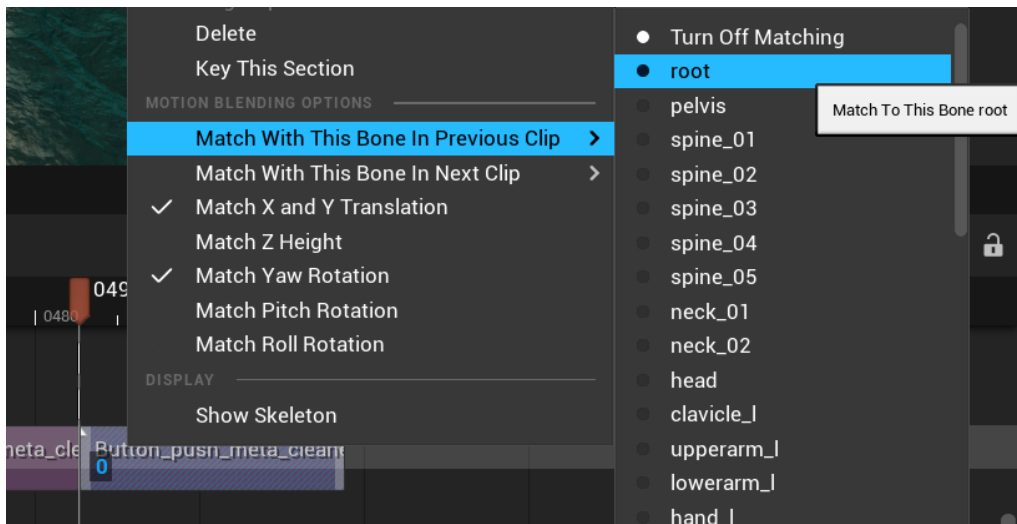 Delete
Key This Section
MOTION BLENDING OPTIONS
Match With This Bone In Previous Clip
Match With This Bone In Next Clip
Match X and Y Translation
Match Z Height
Match Yaw Rotation
Match Pitch Rotation
Match Roll Rotation
DISPLAY
Show Skeleton
Turn Off Matching
root
pelvis
spine_01
spine_02
spine_03
spine_04
spine_05
neck_01
neck_02
head
clavicle_l
upperarm_l
lowerarm_l
hand_l
Match To This Bone root
049
0480
neta_cle
Button_push_meta_cleane
0